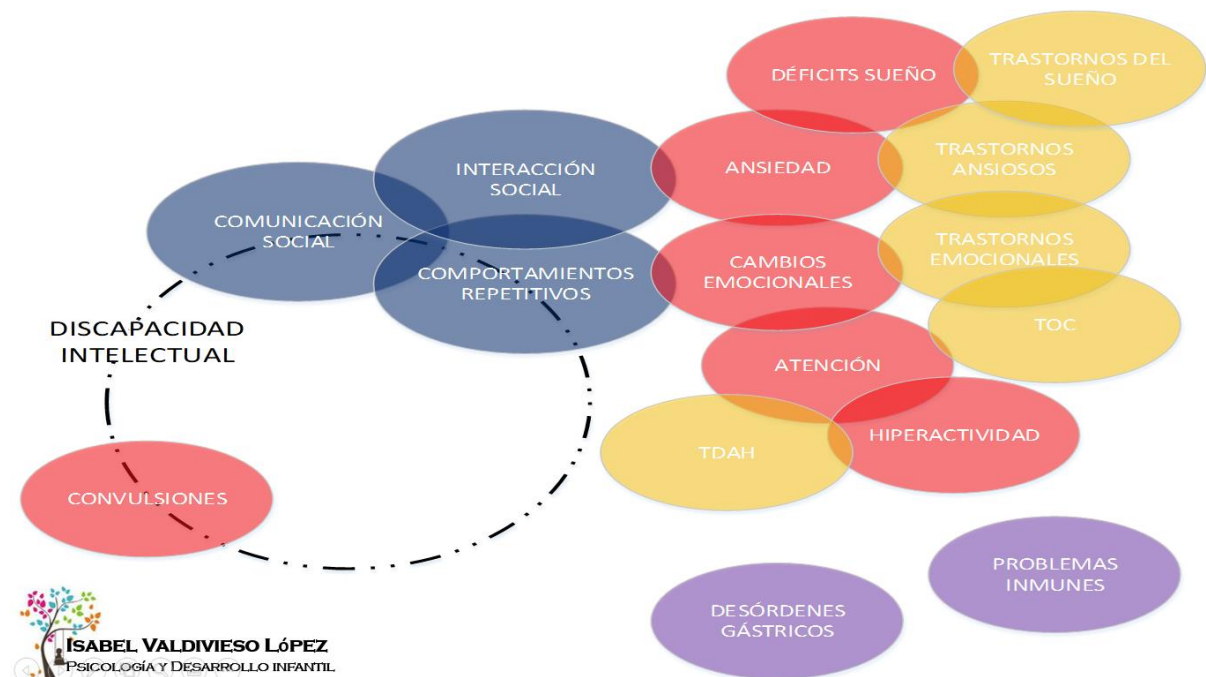 DÉFICITS SUEÑO
TRASTORNOS DEL
SUEÑO
INTERACCIÓN
SOCIAL
ANSIEDAD
TRASTORNOS
ANSIOSOS
COMUNICACIÓN
SOCIAL
COMPORTAMIENTOS
REPETITIVOS
CAMBIOS
EMOCIONALES
TRASTORNOS
EMOCIONALES
DISCAPACIDAD
INTELECTUAL
TOC
ATENCIÓN
TDAH
HIPERACTIVIDAD
CONVULSIONES
DESÓRDENES
GÁSTRICOS
PROBLEMAS
INMUNES
ISABEL VALDIVIESO LÓPEZ
PSICOLOGÍA Y DESARROLLO INFANTIL